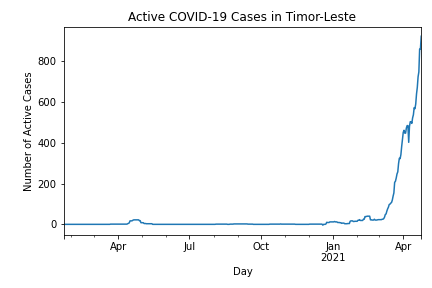 Active COVID-19 Cases in Timor-Leste
Number of Active Cases
800
600
400
200
0
Apr
Jul
Oct
Jan
2021
Apr
Day